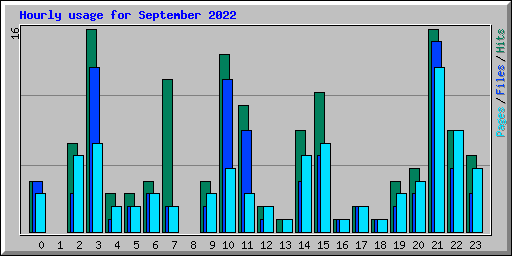 Hourly usage for September 2022
16
Pages / Files / Hits
0 1 2 3 4 5 6 7 8 9 10 11 12 13 14 15 16 17 18 19 20 21 22 23